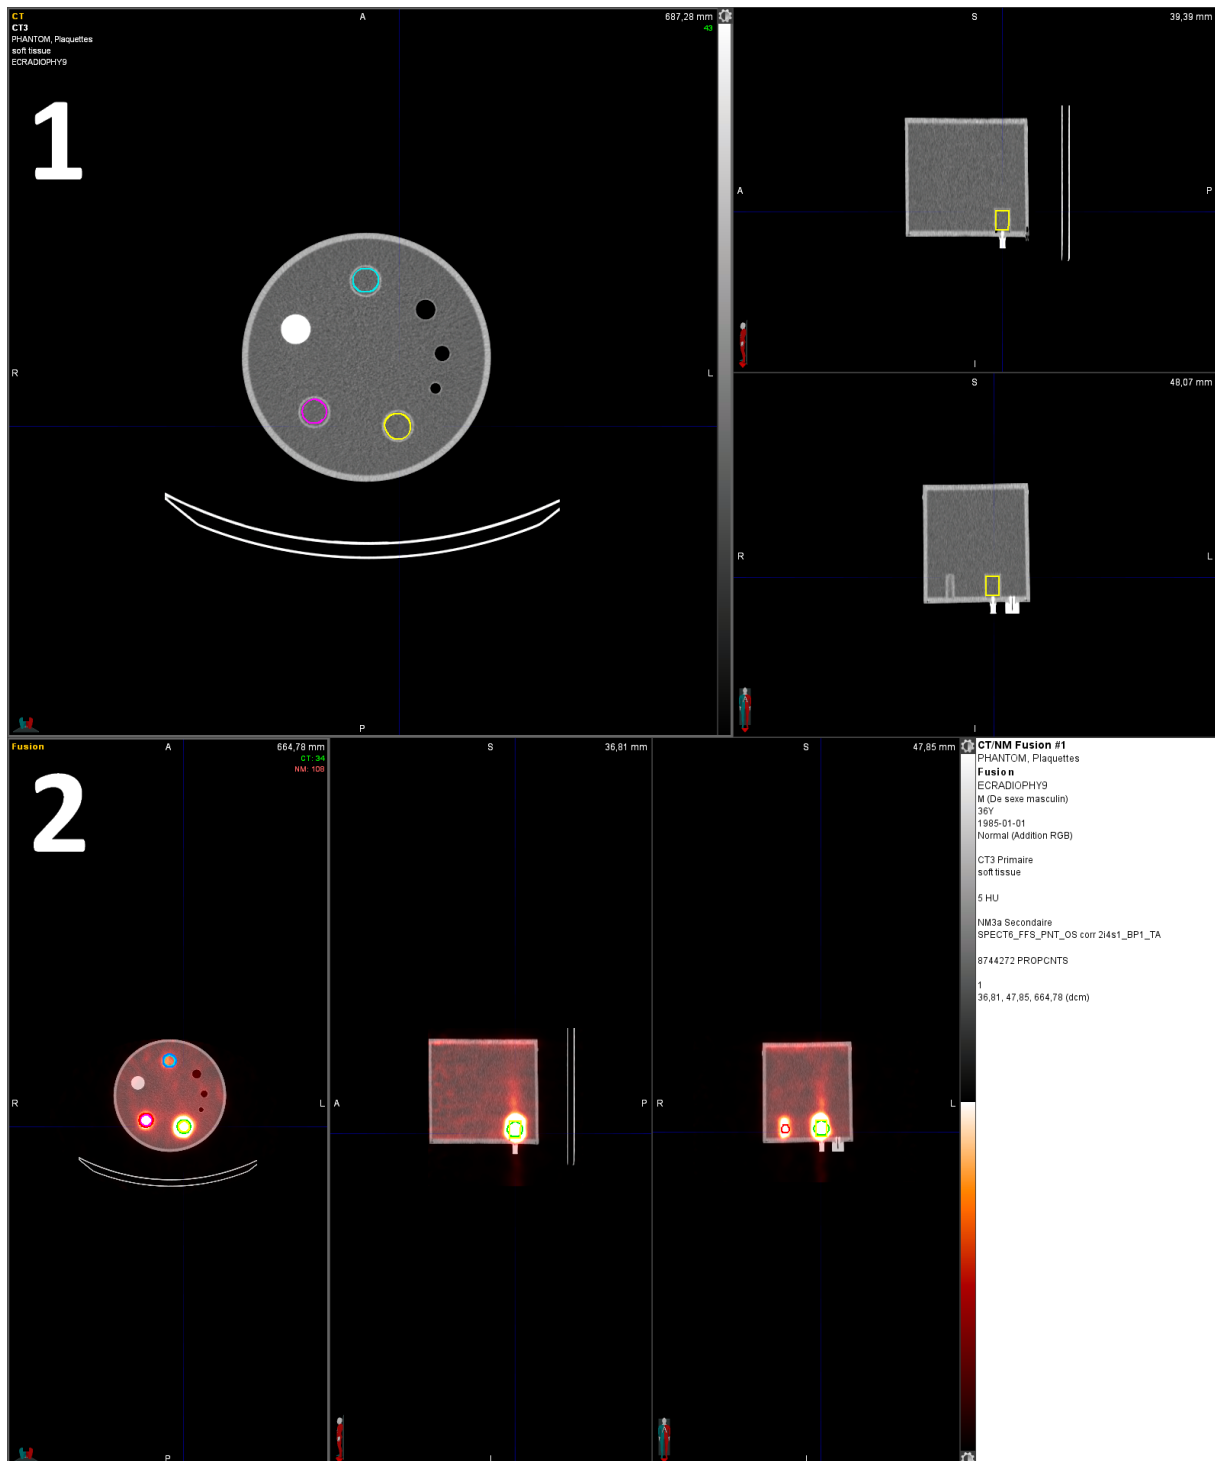 CT
CT3
PHANTOM, Plaquettes
soft tissue
ECRADIOPHY9
1
A
687,28 mm
43
R
L
P
S
39,39 mm
A
P
I
S
48,07 mm
R
L
A
I
Fusion
2
A
664,78 mm
CT: 34
NM: 108
R
L
P
S
36,81 mm
A
P
I
S
47,85 mm
R
L
I
CT/NM Fusion #1
PHANTOM, Plaquettes
Fusion
ECRADIOPHY9
M (De sexe masculin)
36Y
1985-01-01
Normal (Addition RGB)
CT3 Primaire
soft tissue
5 HU
NM3a Secondaire
SPECT6_FFS_PNT_OS corr 2i4s1_BP1_TA
8744272 PROPCNTS
1
36,81, 47,85, 664,78 (dcm)